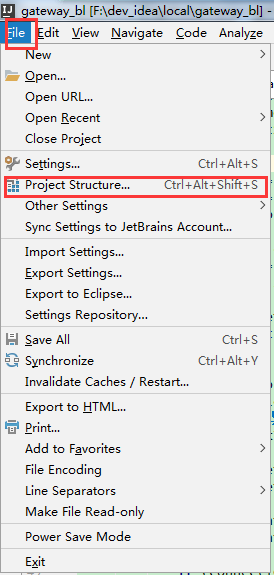 IJ gateway_bl [F:\dev_idea\local\gateway_bl] -
File Edit View Navigate Code Analyze
New
Open...
Open URL...
Open Recent
Close Project
Settings... Ctrl+Alt+S
Project Structure... Ctrl+Alt+Shift+S
Other Settings
Sync Settings to JetBrains Account...
Import Settings...
Export Settings...
Export to Eclipse...
Settings Repository...
Save All Ctrl+S
Synchronize Ctrl+Alt+Y
Invalidate Caches / Restart...
Export to HTML...
Print...
Add to Favorites
File Encoding
Line Separators
Make File Read-only
Power Save Mode
Exit